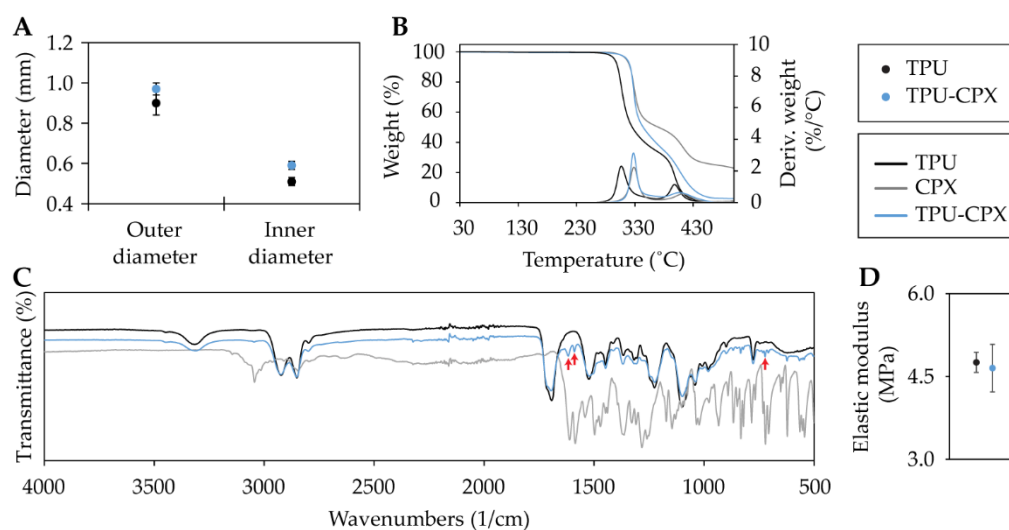 A
Diameter (mm)
1.2
1.0
0.8
0.6
0.4
Outer
diameter
Inner
diameter
B
Weight (%)
100
80
60
40
20
0
10
8
6
4
2
0
Deriv. weight
(%/°C)
30 130 230 330 430
Temperature (˚C)
TPU
TPU-CPX
TPU
CPX
TPU-CPX
C
Transmittance (%)
4000 3500 3000 2500 2000 1500 1000 500
Wavenumbers (1/cm)
D
Elastic modulus
(MPa)
6.0
4.5
3.0